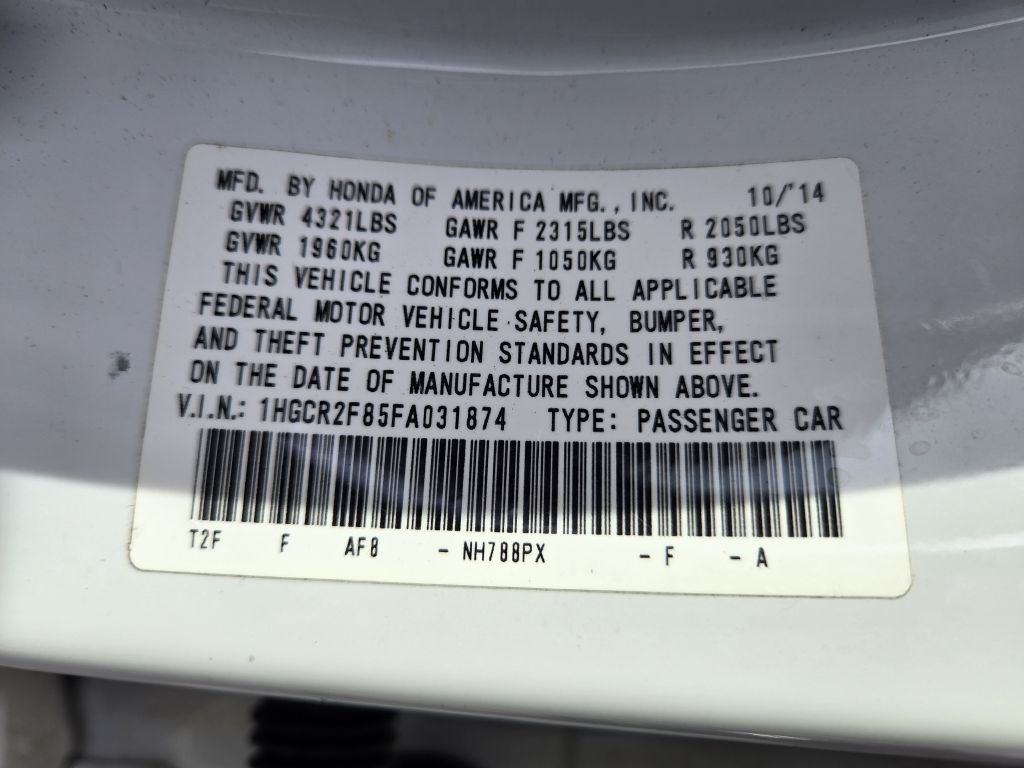 MFD. BY HONDA OF AMERICA MFG., INC. 10/'14
GVWR 4321LBS GAWR F 2315LBS R 2050LBS
GVWR 1960KG GAWR F 1050KG R 930KG
THIS VEHICLE CONFORMS TO ALL APPLICABLE
FEDERAL MOTOR VEHICLE SAFETY, BUMPER,
AND THEFT PREVENTION STANDARDS IN EFFECT
ON THE DATE OF MANUFACTURE SHOWN ABOVE.
V.I.N.: 1HGCR2F85FA031874 TYPE: PASSENGER CAR
T2F F AF8 - NH788PX - F - A